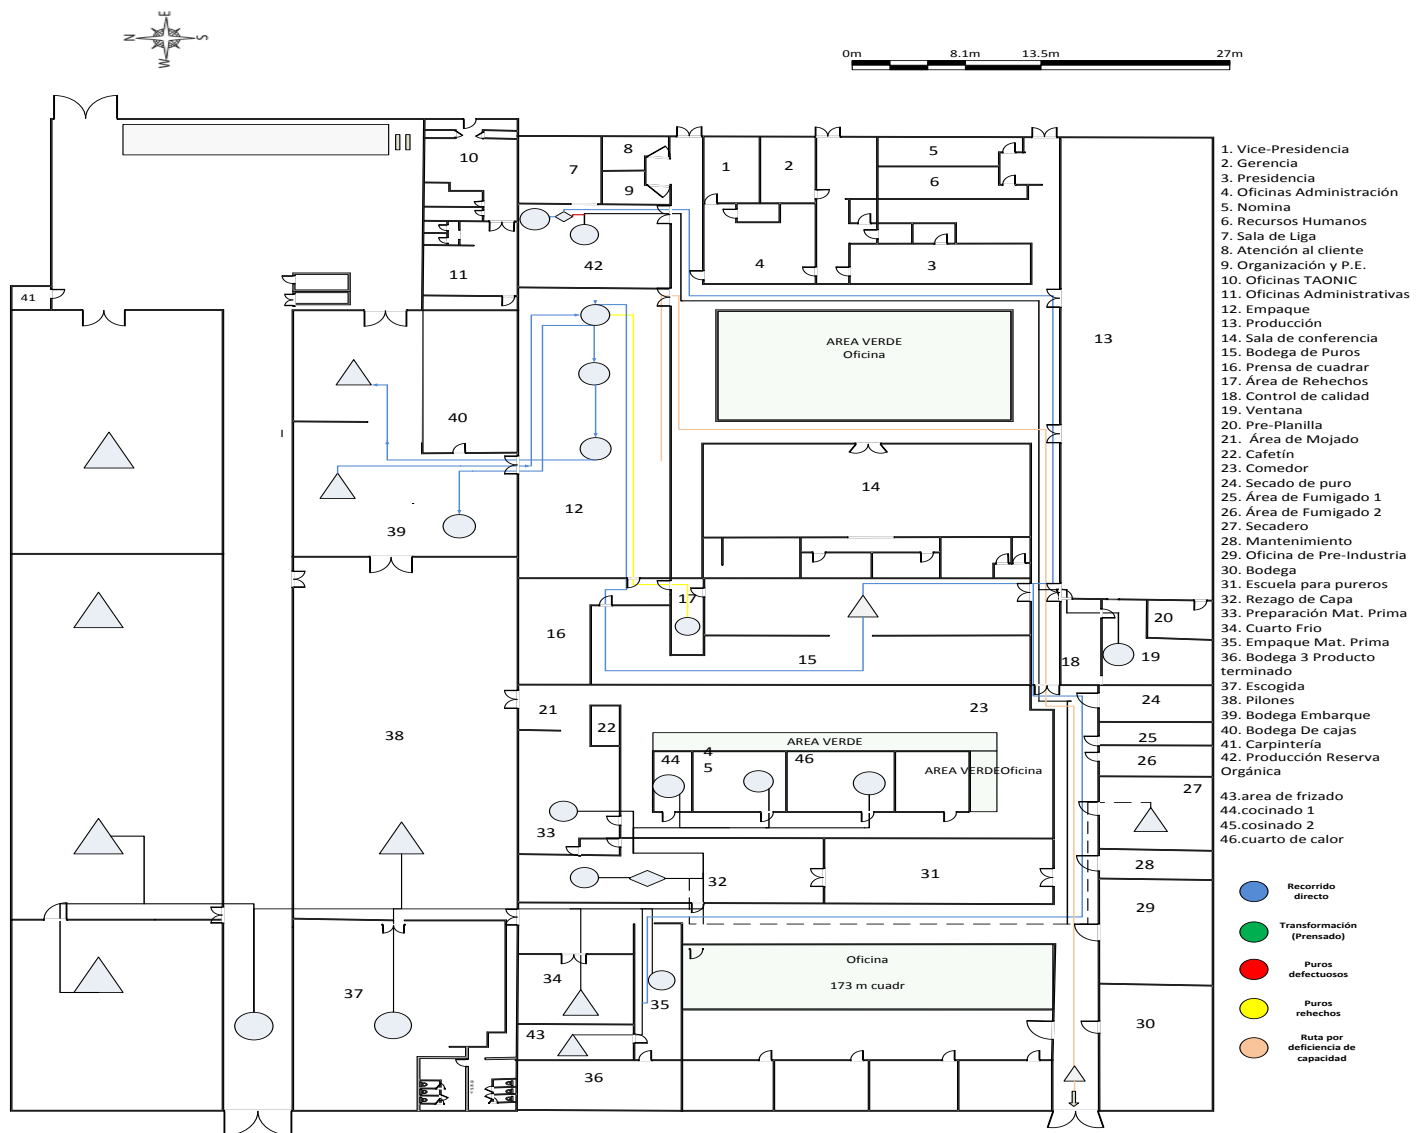 E
N
S
W
0m 8.1m 13.5m 27m
1. Vice-Presidencia
2. Gerencia
3. Presidencia
4. Oficinas Administración
5. Nomina
6. Recursos Humanos
7. Sala de Liga
8. Atención al cliente
9. Organización y P.E.
10. Oficinas TAONIC
11. Oficinas Administrativas
12. Empaque
13. Producción
14. Sala de conferencia
15. Bodega de Puros
16. Prensa de cuadrar
17. Área de Rehechos
18. Control de calidad
19. Ventana
20. Pre-Planilla
21. Área de Mojado
22. Cafetín
23. Comedor
24. Secado de puro
25. Área de Fumigado 1
26. Área de Fumigado 2
27. Secadero
28. Mantenimiento
29. Oficina de Pre-Industria
30. Bodega
31. Escuela para pureros
32. Rezago de Capa
33. Preparación Mat. Prima
34. Cuarto Frio
35. Empaque Mat. Prima
36. Bodega 3 Producto
terminado
37. Escogida
38. Pilones
39. Bodega Embarque
40. Bodega De cajas
41. Carpintería
42. Producción Reserva
Orgánica
43.area de frizado
44.cocinado 1
45.cosinado 2
46.cuarto de calor
Recorrido
directo
Transformación
(Prensado)
Puros
defectuosos
Puros
rehechos
Ruta por
deficiencia de
capacidad
10
7
8
9
1
2
5
6
11
42
4
3
41
AREA VERDE
Oficina
13
40
14
12
39
17
16
15
18
19
20
21
22
23
24
25
26
27
38
AREA VERDE
44
4
5
46
AREA VERDEOficina
33
32
31
28
29
37
34
35
Oficina
173 m cuadr
43
36
30